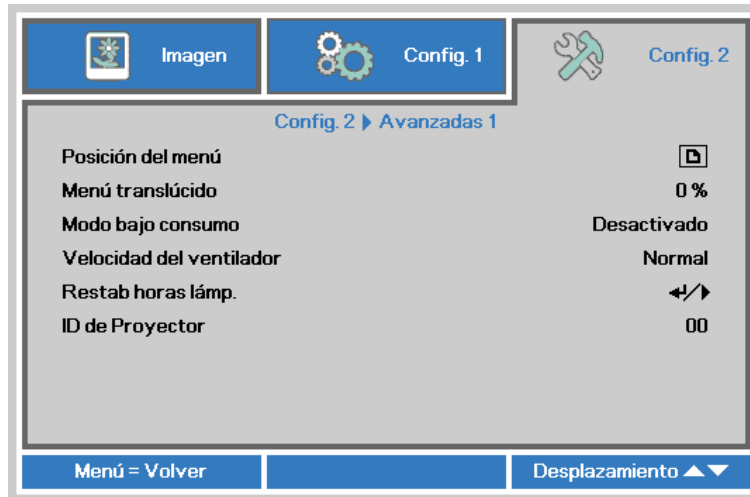 Imagen
Config. 1
Config. 2
Config. 2 Avanzadas 1
Posición del menú
Menú translúcido 0 %
Modo bajo consumo Desactivado
Velocidad del ventilador Normal
Restab horas lámp. /
ID de Proyector 00
Menú = Volver
Desplazamiento